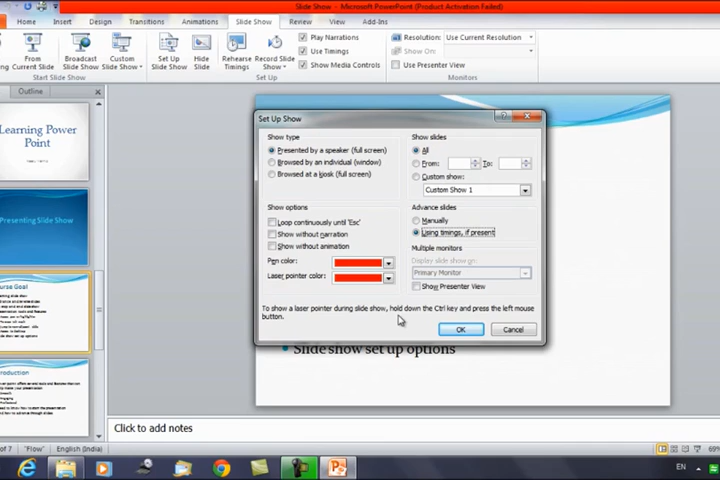 Slide Show - Microsoft PowerPoint (Product Activation Failed)
Home Insert Design Transitions Animations Slide Show Review View Add-Ins
From Current Slide
Broadcast Slide Show
Custom Slide Show
Set Up Slide Show
Hide Slide
Rehearse Timings
Record Slide Show
Play Narrations
Use Timings
Show Media Controls
Resolution: Use Current Resolution
Show On:
Use Presenter View
Start Slide Show Set Up Monitors
Outline
Learning Power
Point
Presenting Slide Show
Set Up Show
Show type
Presented by a speaker (full screen)
Browsed by an individual (window)
Browsed at a kiosk (full screen)
Show slides
All
From: To:
Custom show:
Custom Show 1
Show options
Loop continuously until 'Esc'
Show without narration
Show without animation
Pen color:
Laser pointer color:
Advance slides
Manually
Using timings, if present
Multiple monitors
Display slide show on:
Primary Monitor
Show Presenter View
To show a laser pointer during slide show, hold down the Ctrl key and press the left mouse
button.
OK Cancel
Slide show set up options
Click to add notes
of 7 "Flow" English (India)
69%
EN